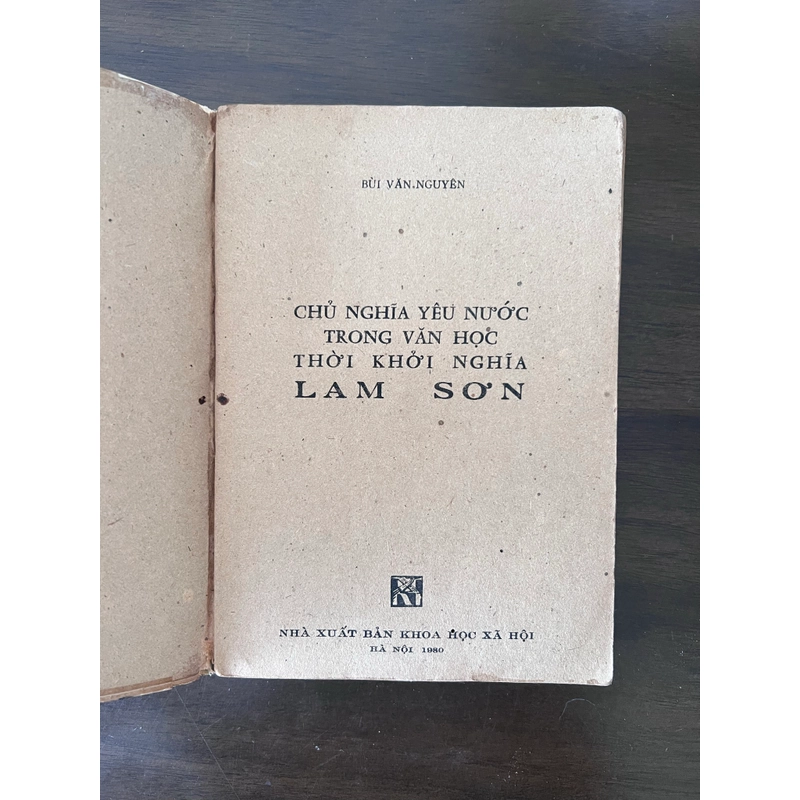 BÙI VĂN NGUYÊN
CHỦ NGHĨA YÊU NƯỚC
TRONG VĂN HỌC
THỜI KHỞI NGHĨA
LAM SƠN
NHÀ XUẤT BẢN KHOA HỌC XÃ HỘI
HÀ NỘI 1980